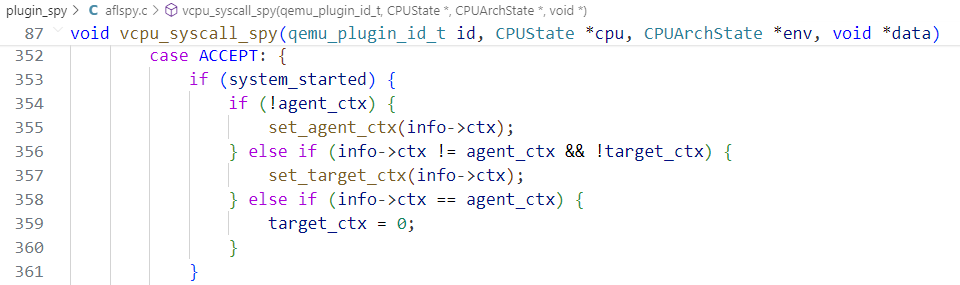 plugin_spy > C aflspy.c > vcpu_syscall_spy(qemu_plugin_id_t, CPUState *, CPUArchState *, void *)
87 void vcpu_syscall_spy(qemu_plugin_id_t id, CPUState *cpu, CPUArchState *env, void *data)
352 case ACCEPT: {
353 if (system_started) {
354 if (!agent_ctx) {
355 set_agent_ctx(info->ctx);
356 } else if (info->ctx != agent_ctx && !target_ctx) {
357 set_target_ctx(info->ctx);
358 } else if (info->ctx == agent_ctx) {
359 target_ctx = 0;
360 }
361 }